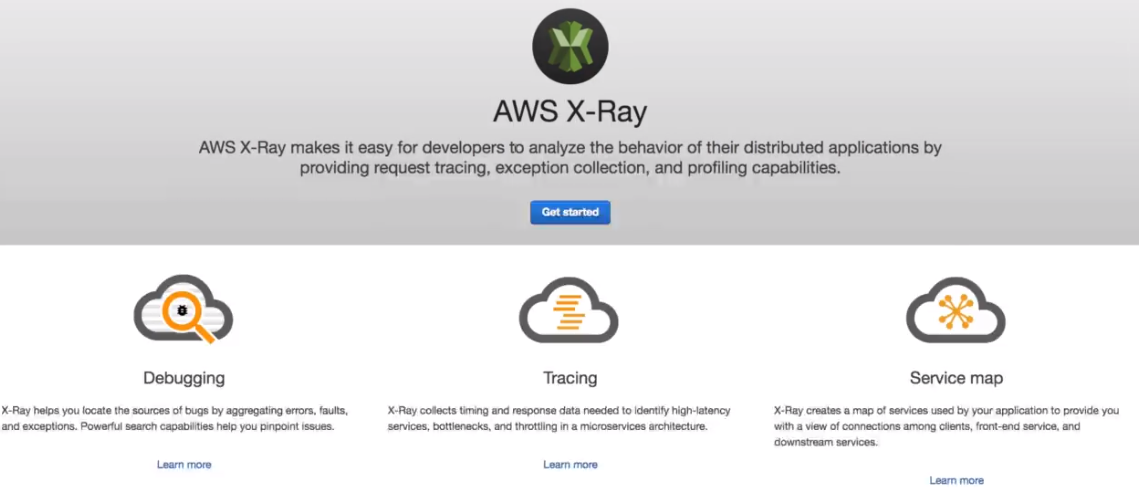 AWS X-Ray
AWS X-Ray makes it easy for developers to analyze the behavior of their distributed applications by
providing request tracing, exception collection, and profiling capabilities.
Get started
Debugging
X-Ray helps you locate the sources of bugs by aggregating errors, faults,
and exceptions. Powerful search capabilities help you pinpoint issues.
Learn more
Tracing
X-Ray collects timing and response data needed to identify high-latency
services, bottlenecks, and throttling in a microservices architecture.
Learn more
Service map
X-Ray creates a map of services used by your application to provide you
with a view of connections among clients, front-end service, and
downstream services.
Learn more